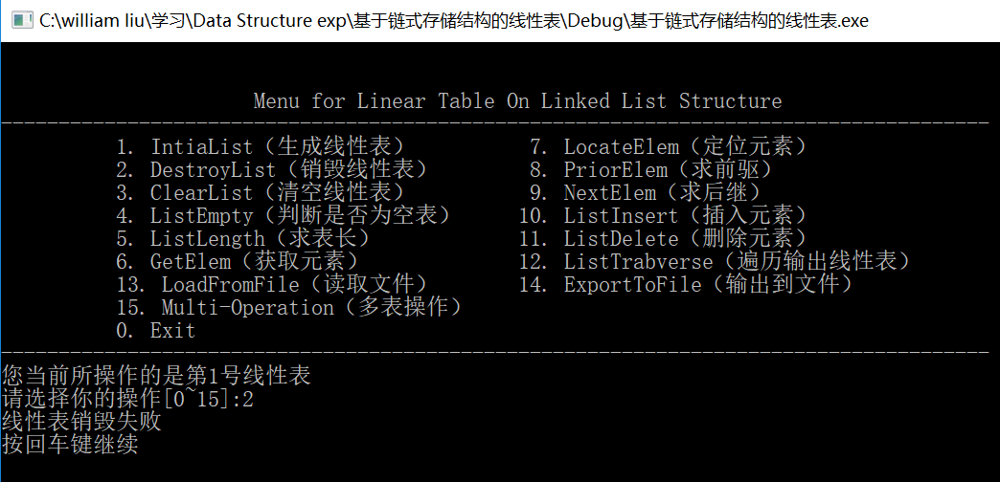 C:\william liu\学习\Data Structure exp\基于链式存储结构的线性表\Debug\基于链式存储结构的线性表.exe
Menu for Linear Table On Linked List Structure
--------------------------------------------------------------------------------------
1. IntiaList（生成线性表） 7. LocateElem（定位元素）
2. DestroyList（销毁线性表） 8. PriorElem（求前驱）
3. ClearList（清空线性表） 9. NextElem（求后继）
4. ListEmpty（判断是否为空表） 10. ListInsert（插入元素）
5. ListLength（求表长） 11. ListDelete（删除元素）
6. GetElem（获取元素） 12. ListTrabverse（遍历输出线性表）
13. LoadFromFile（读取文件） 14. ExportToFile（输出到文件）
15. Multi-Operation（多表操作）
0. Exit
--------------------------------------------------------------------------------------
您当前所操作的是第1号线性表
请选择你的操作[0~15]:2
线性表销毁失败
按回车键继续